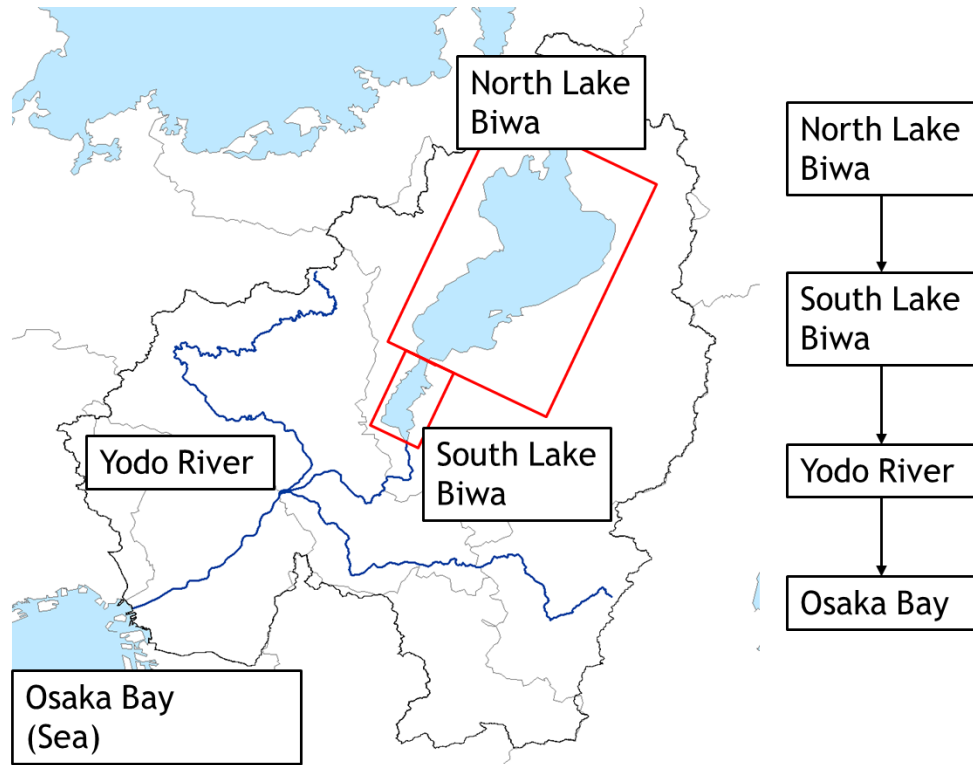 North Lake
Biwa
Yodo River
South Lake
Biwa
Osaka Bay
(Sea)
North Lake
Biwa
South Lake
Biwa
Yodo River
Osaka Bay